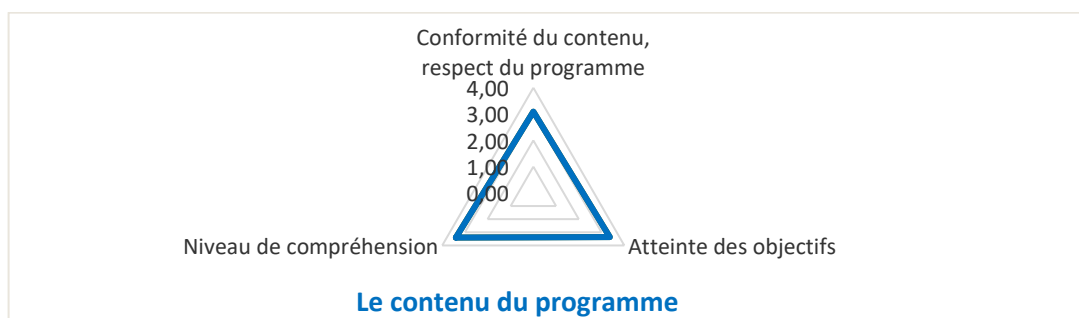 Conformité du contenu,
respect du programme
4,00
3,00
2,00
1,00
0,00
Niveau de compréhension
Atteinte des objectifs
Le contenu du programme